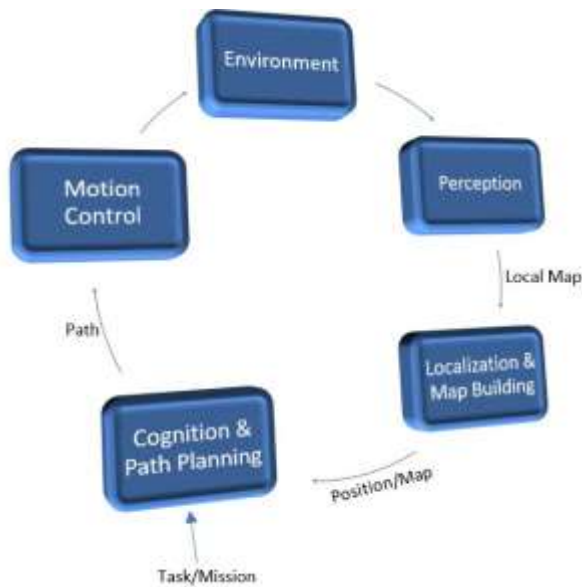 Environment
Perception
Local Map
Localization &
Map Building
Position/Map
Cognition &
Path Planning
Task/Mission
Path
Motion
Control